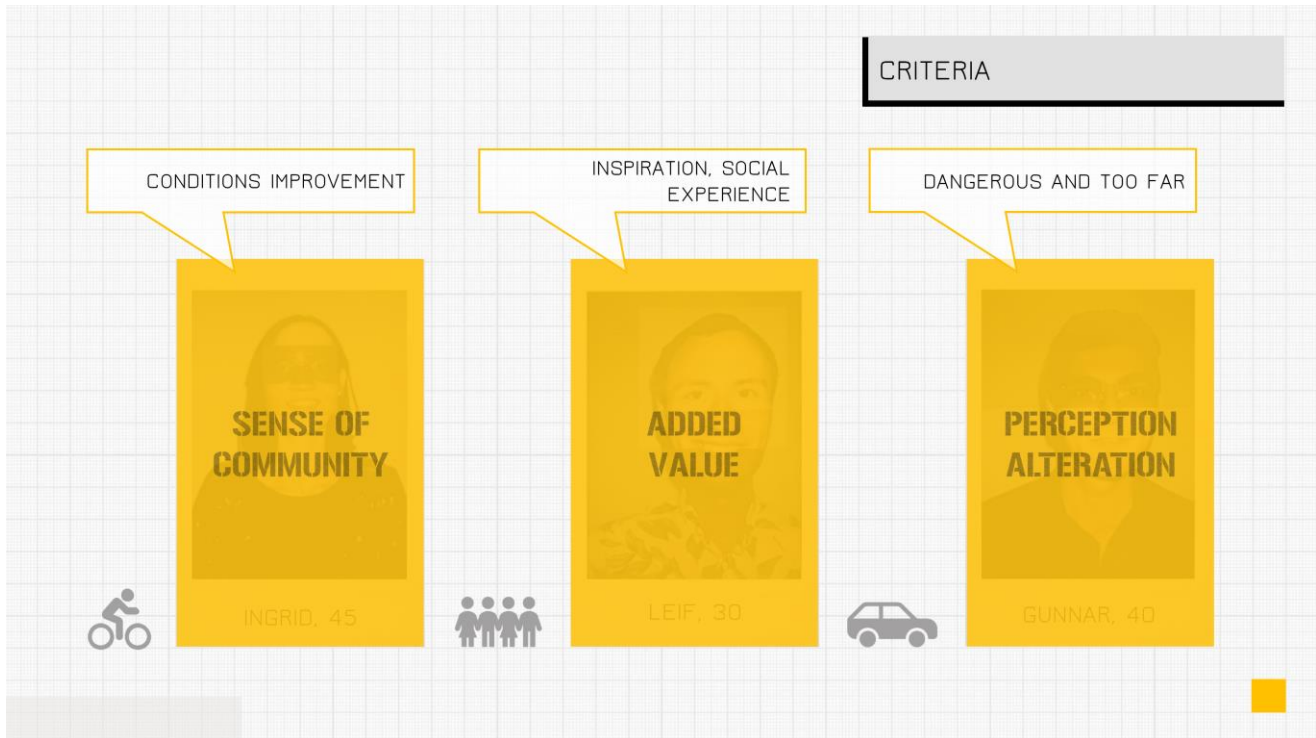 CRITERIA
CONDITIONS IMPROVEMENT
INSPIRATION, SOCIAL
EXPERIENCE
DANGEROUS AND TOO FAR
SENSE OF
COMMUNITY
ADDED
VALUE
PERCEPTION
ALTERATION
INGRID, 45
LEIF, 30
GUNNAR, 40